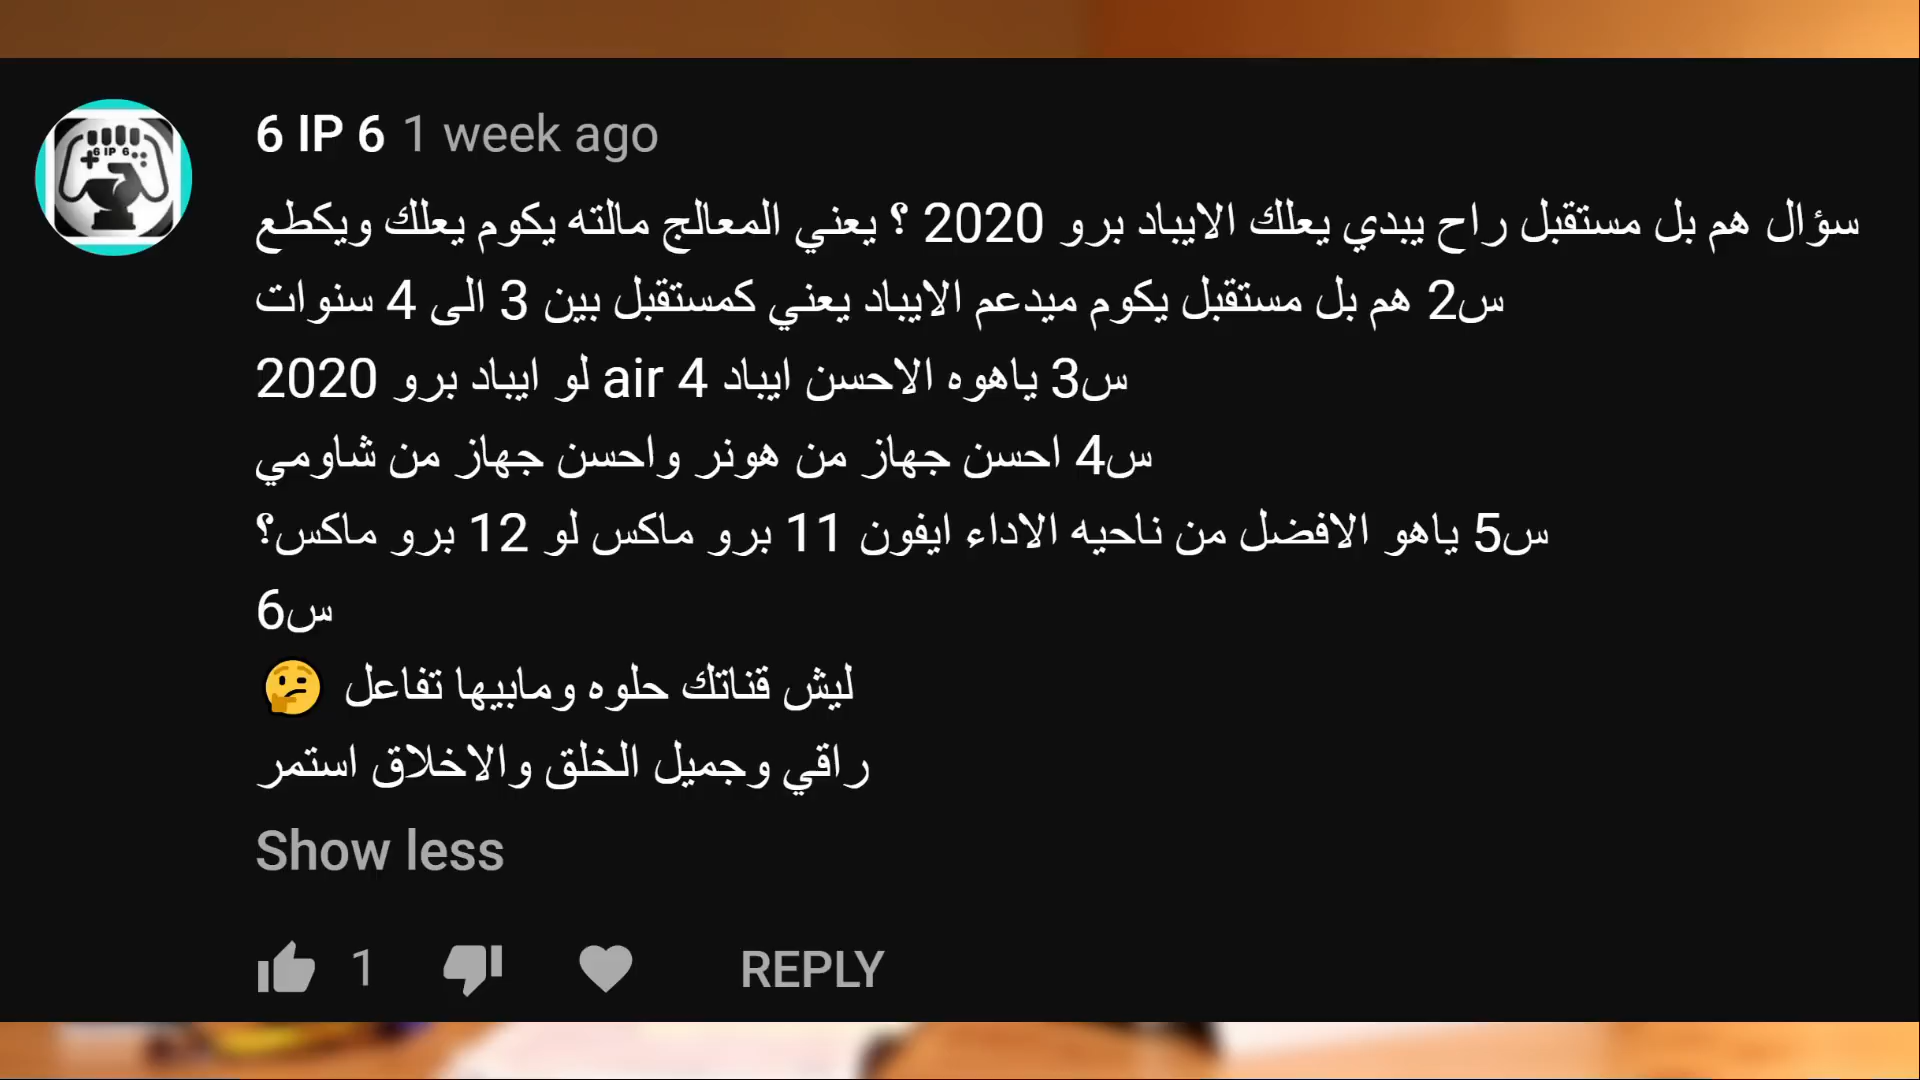 6 IP 6 1 week ago
6 IP 6
سؤال هم بل مستقبل راح يبدي يعلك الايباد برو 2020 ؟ يعني المعالج مالته يكوم يعلك ويكطع
س2 هم بل مستقبل يكوم ميدعم الايباد يعني كمستقبل بين 3 الى 4 سنوات
س3 ياهوه الاحسن ايباد air 4 لو ايباد برو 2020
س4 احسن جهاز من هونر واحسن جهاز من شاومي
س5 ياهو الافضل من ناحيه الاداء ايفون 11 برو ماكس لو 12 برو ماكس؟
س6
ليش قناتك حلوه ومابيها تفاعل 🤔
راقي وجميل الخلق والاخلاق استمر
Show less
1 REPLY